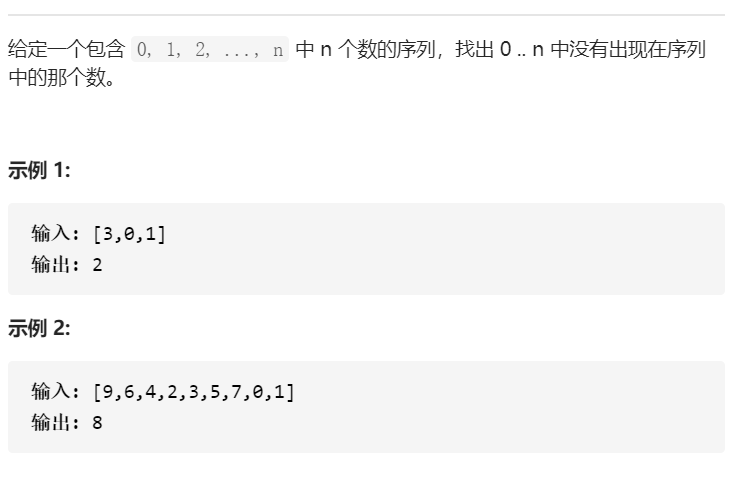 给定一个包含 0, 1, 2, ..., n 中 n 个数的序列，找出 0 .. n 中没有出现在序列
中的那个数。
示例 1:
输入: [3,0,1]
输出: 2
示例 2:
输入: [9,6,4,2,3,5,7,0,1]
输出: 8